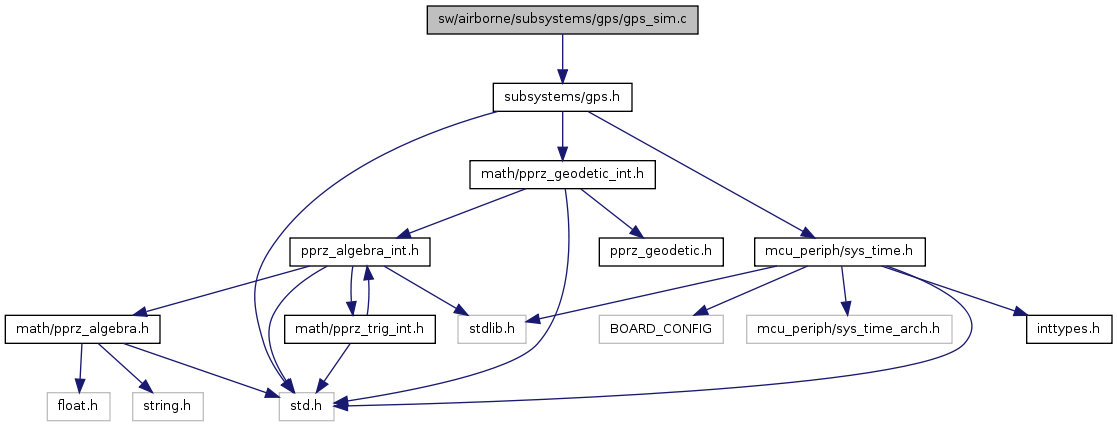 sw/airborne/subsystems/gps/gps_sim.c
subsystems/gps.h
math/pprz_geodetic_int.h
pprz_algebra_int.h
pprz_geodetic.h
mcu_periph/sys_time.h
math/pprz_algebra.h
math/pprz_trig_int.h
stdlib.h
BOARD_CONFIG
mcu_periph/sys_time_arch.h
inttypes.h
float.h
string.h
std.h